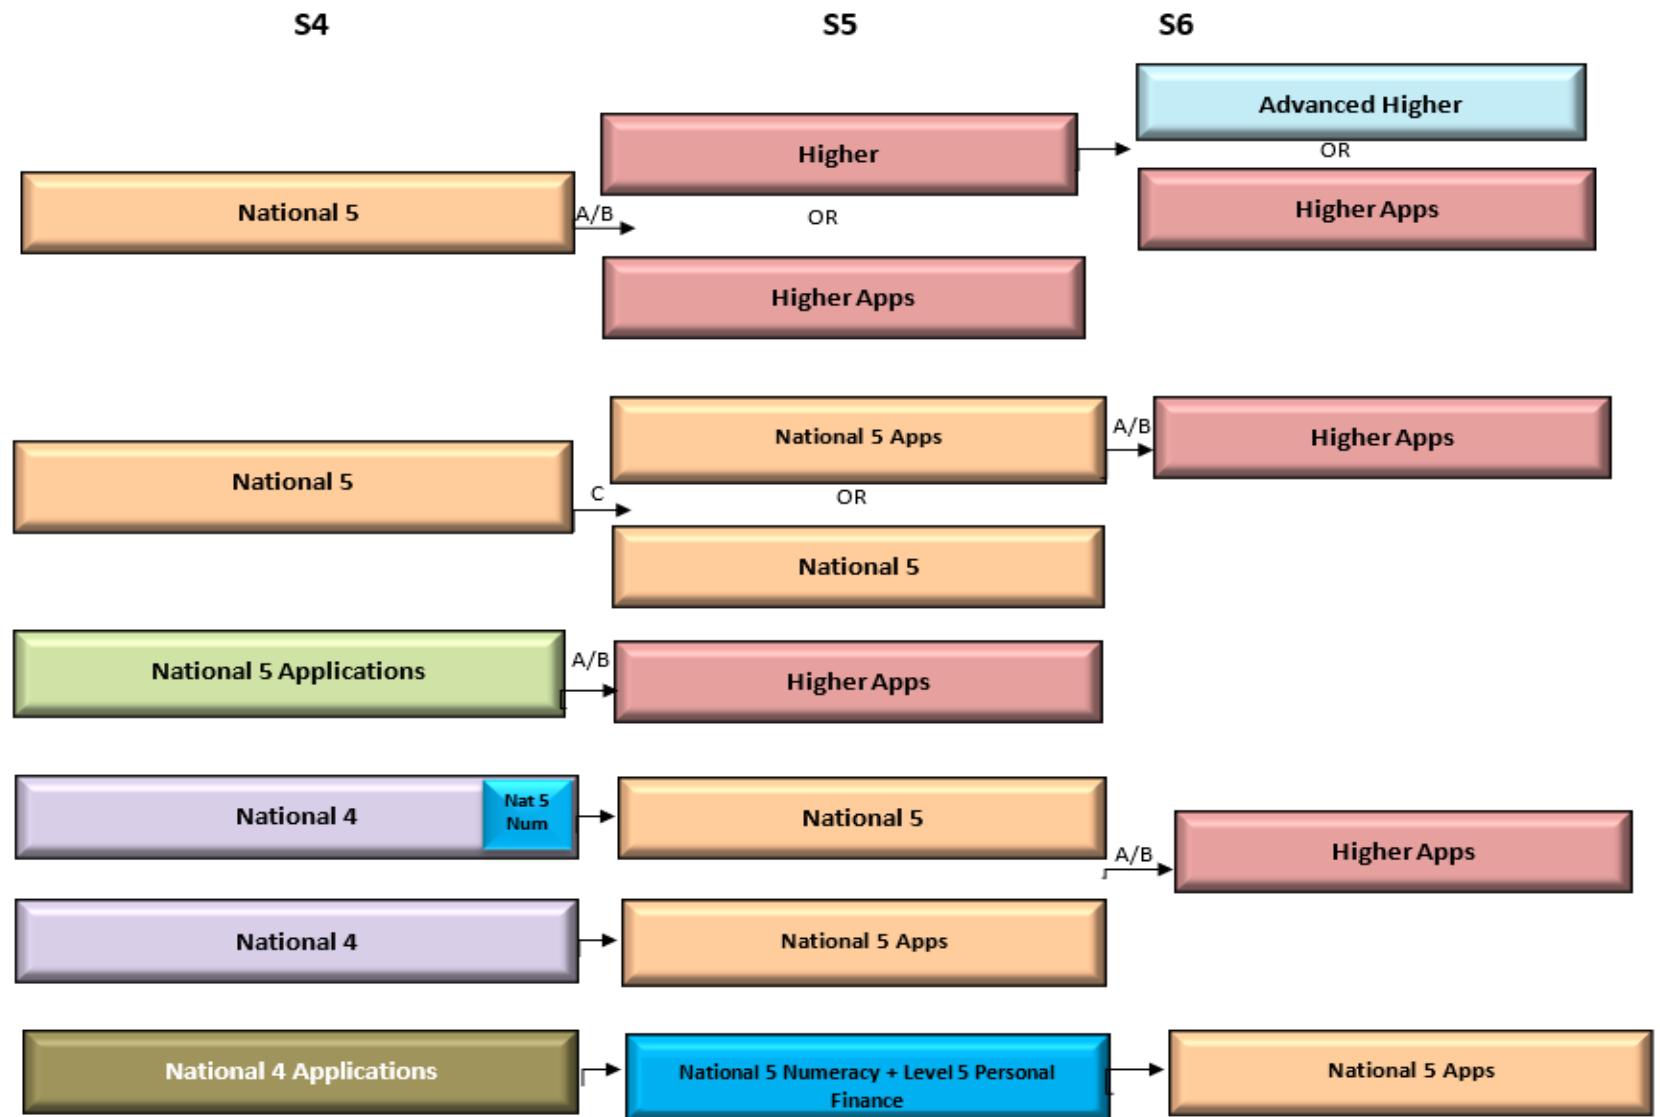 S4
S5
S6
National 5
A/B
Higher
OR
Higher Apps
Advanced Higher
OR
Higher Apps
National 5
C
National 5 Apps
OR
National 5
A/B
Higher Apps
National 5 Applications
A/B
Higher Apps
National 4
Nat 5
Num
National 5
A/B
Higher Apps
National 4
National 5 Apps
National 4 Applications
National 5 Numeracy + Level 5 Personal
Finance
National 5 Apps